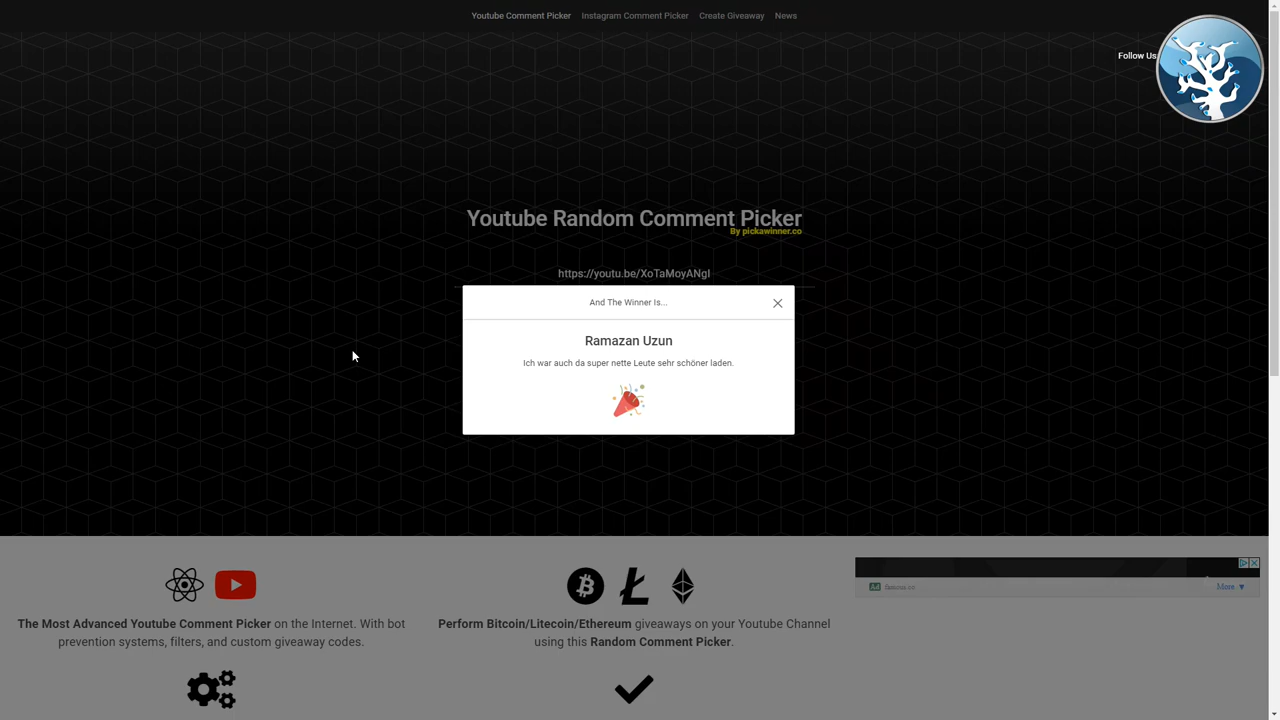 Youtube Comment Picker Instagram Comment Picker Create Giveaway News
Follow Us
Youtube Random Comment Picker
By pickawinner.co
https://youtu.be/XoTaMoyANgI
And The Winner Is...
Ramazan Uzun
Ich war auch da super nette Leute sehr schöner laden.
The Most Advanced Youtube Comment Picker on the Internet. With bot
prevention systems, filters, and custom giveaway codes.
Perform Bitcoin/Litecoin/Ethereum giveaways on your Youtube Channel
using this Random Comment Picker.
Ad
More ▼